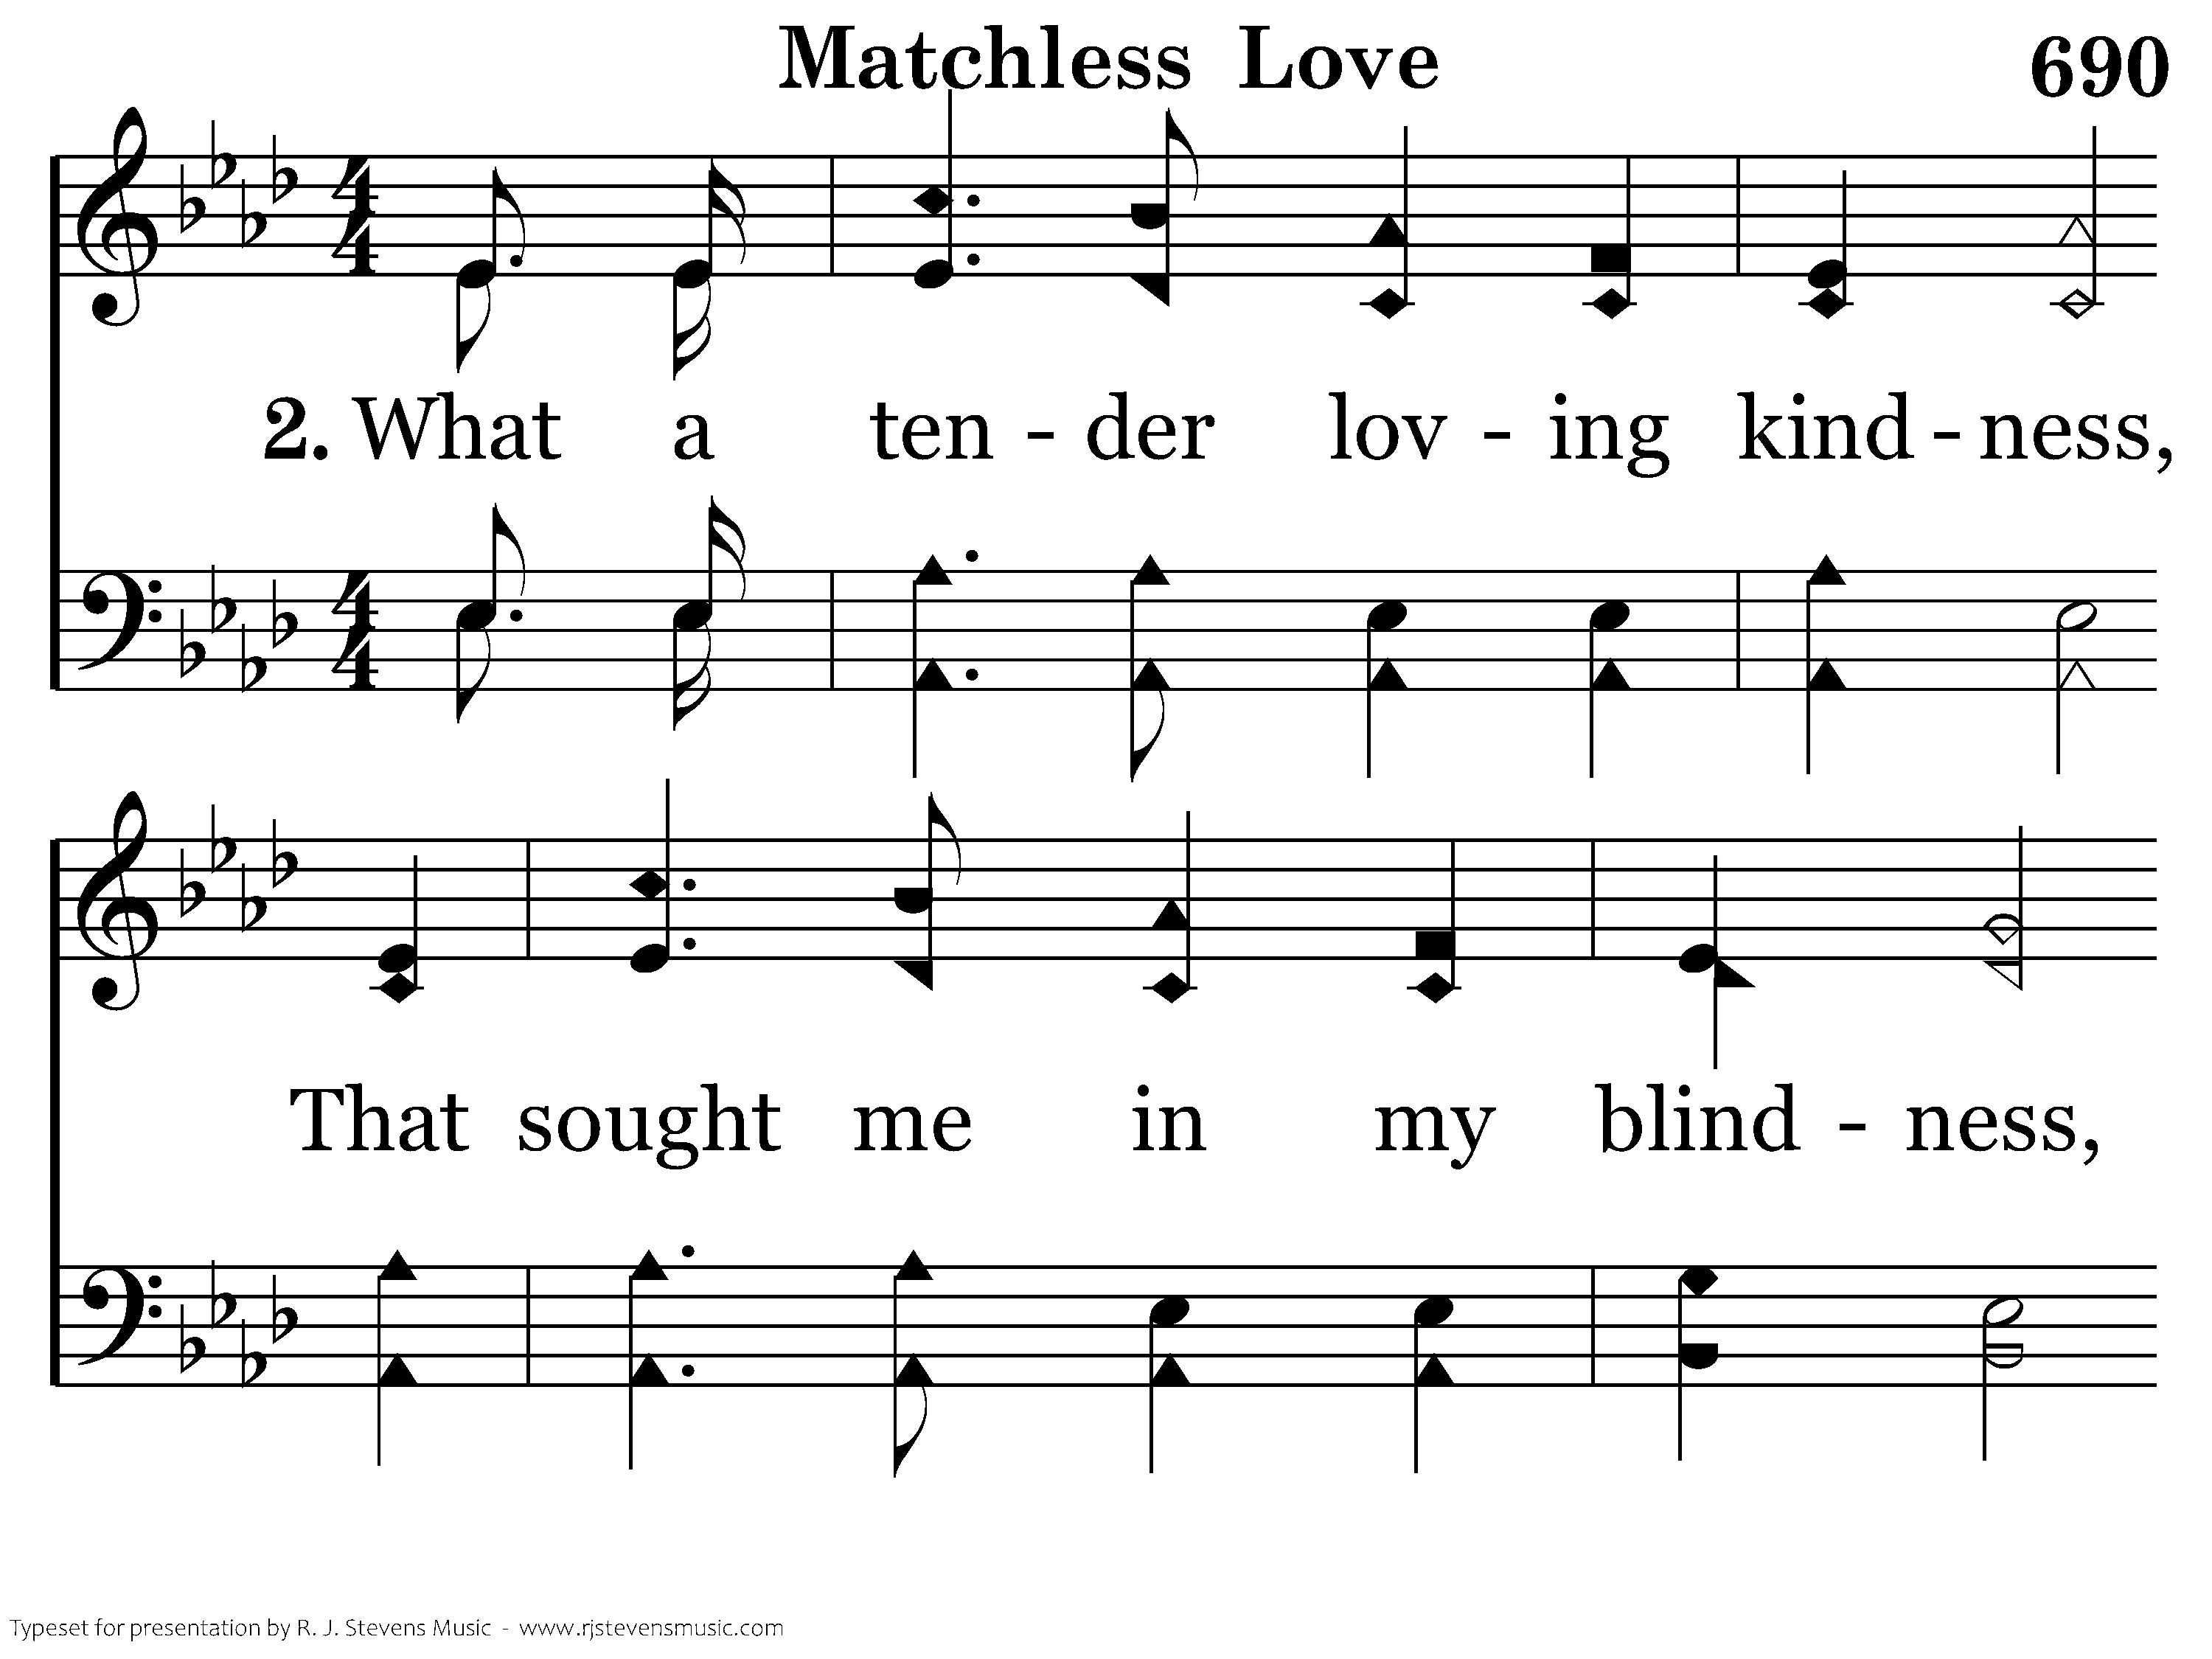 Matchless Love 690
2. What a ten - der lov - ing kind - ness,
That sought me in my blind - ness,
Typeset for presentation by R. J. Stevens Music - www.rjstevensmusic.com